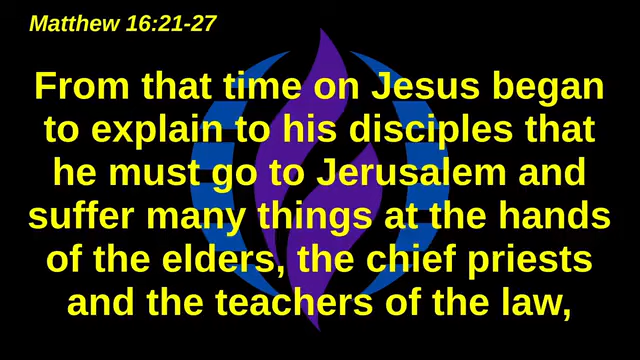 Matthew 16:21-27
From that time on Jesus began
to explain to his disciples that
he must go to Jerusalem and
suffer many things at the hands
of the elders, the chief priests
and the teachers of the law,